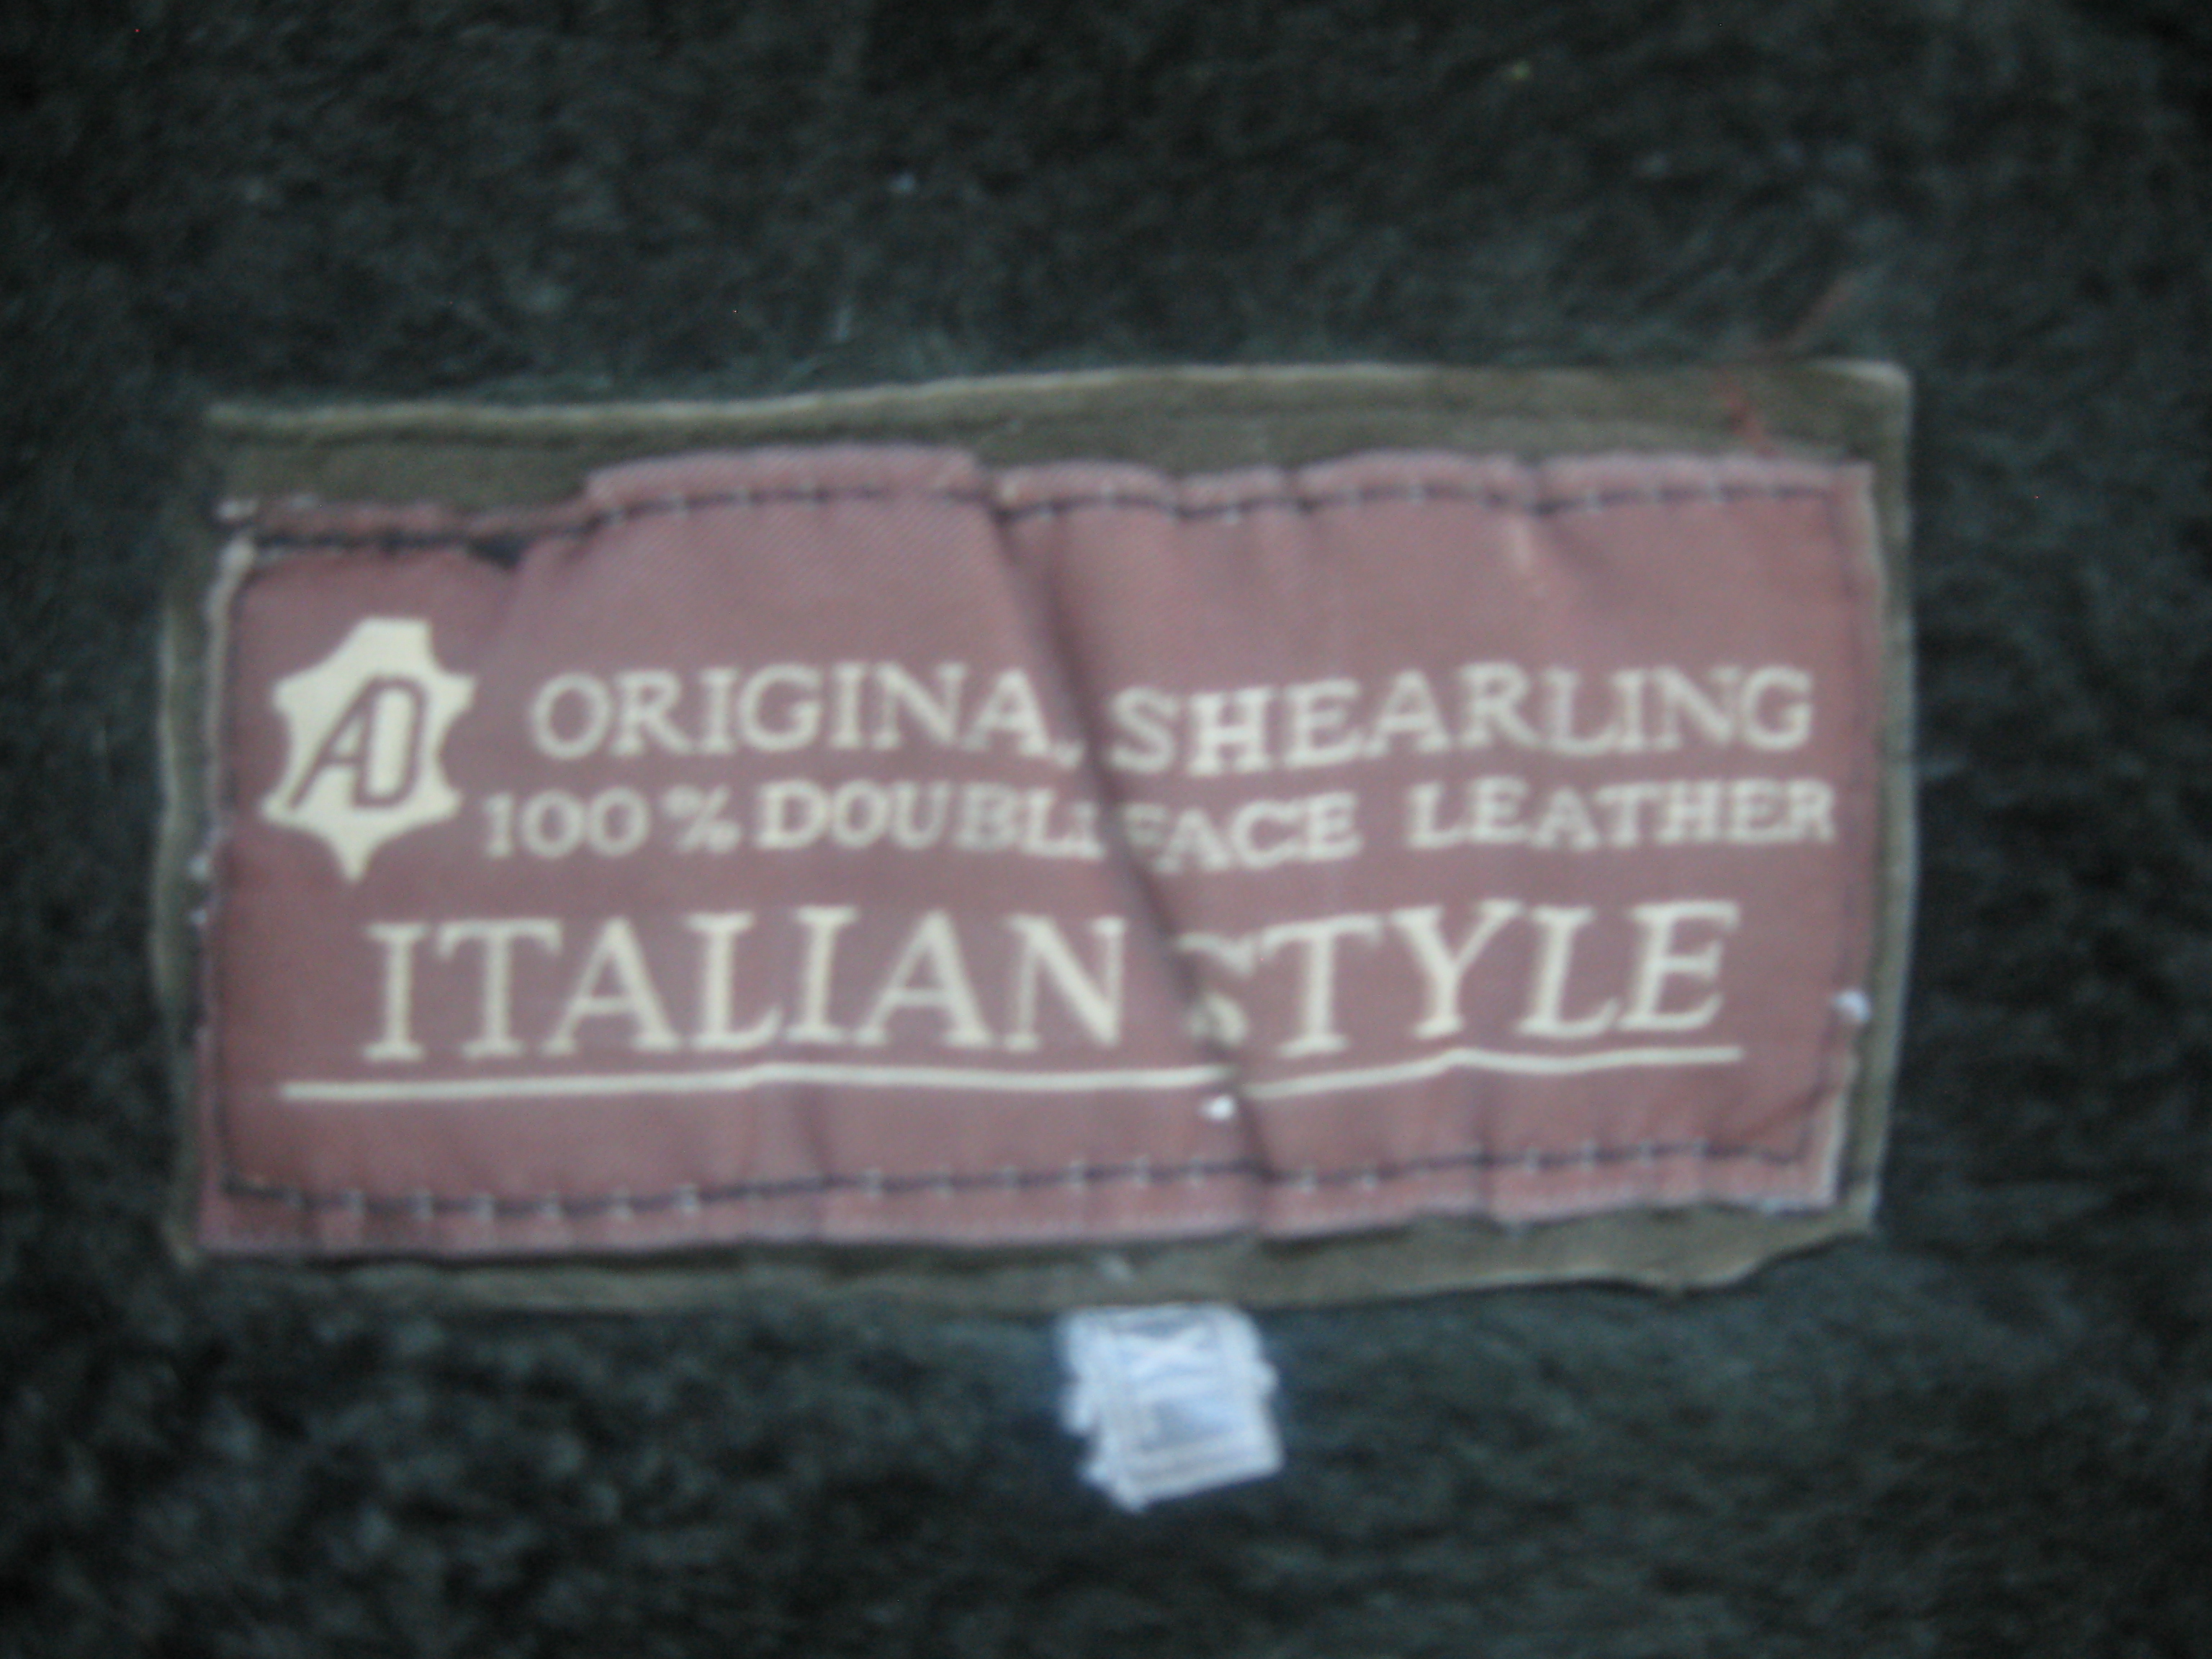 AD
ORIGINAL SHEARLING
100% DOUBLEFACE LEATHER
ITALIAN STYLE